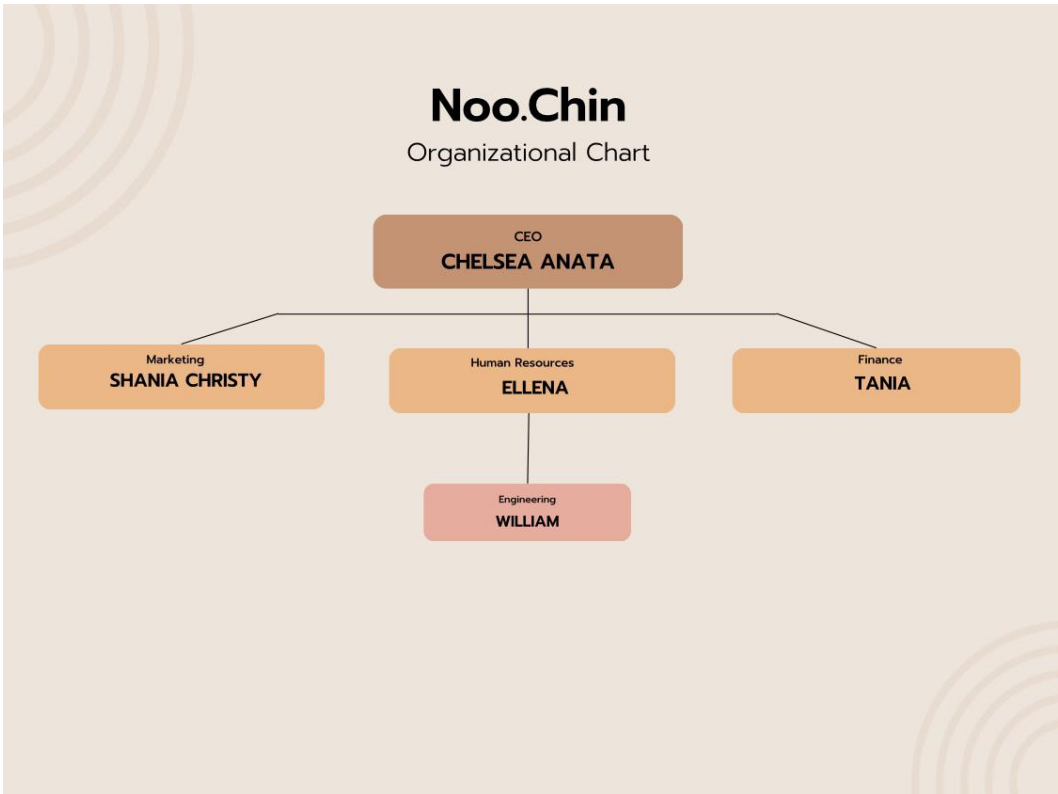 Noo.Chin
Organizational Chart
CEO
CHELSEA ANATA
Marketing
SHANIA CHRISTY
Human Resources
ELLENA
Finance
TANIA
Engineering
WILLIAM